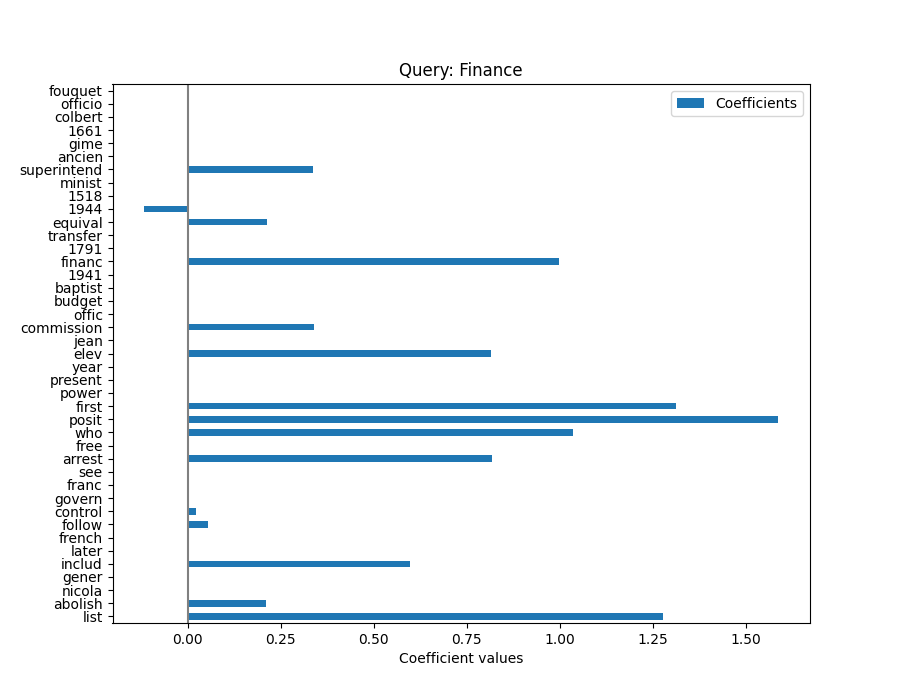 Query: Finance
fouquet
officio
colbert
1661
gime
ancien
superintend
minist
1518
1944
equival
transfer
1791
financ
1941
baptist
budget
offic
commission
jean
elev
year
present
power
first
posit
who
free
arrest
see
franc
govern
control
follow
french
later
includ
gener
nicola
abolish
list
Coefficients
0.00 0.25 0.50 0.75 1.00 1.25 1.50
Coefficient values